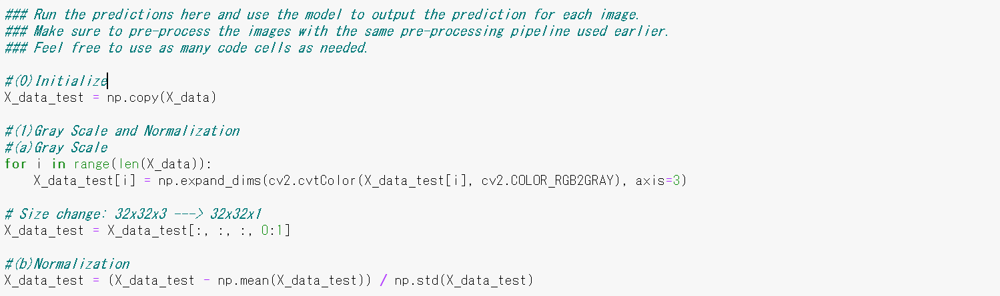 ### Run the predictions here and use the model to output the prediction for each image.
### Make sure to pre-process the images with the same pre-processing pipeline used earlier.
### Feel free to use as many code cells as needed.
#(0)Initialize
X_data_test = np.copy(X_data)
#(1)Gray Scale and Normalization
#(a)Gray Scale
for i in range(len(X_data)):
    X_data_test[i] = np.expand_dims(cv2.cvtColor(X_data_test[i], cv2.COLOR_RGB2GRAY), axis=3)
# Size change: 32x32x3 ---> 32x32x1
X_data_test = X_data_test[:, :, :, 0:1]
#(b)Normalization
X_data_test = (X_data_test - np.mean(X_data_test)) / np.std(X_data_test)